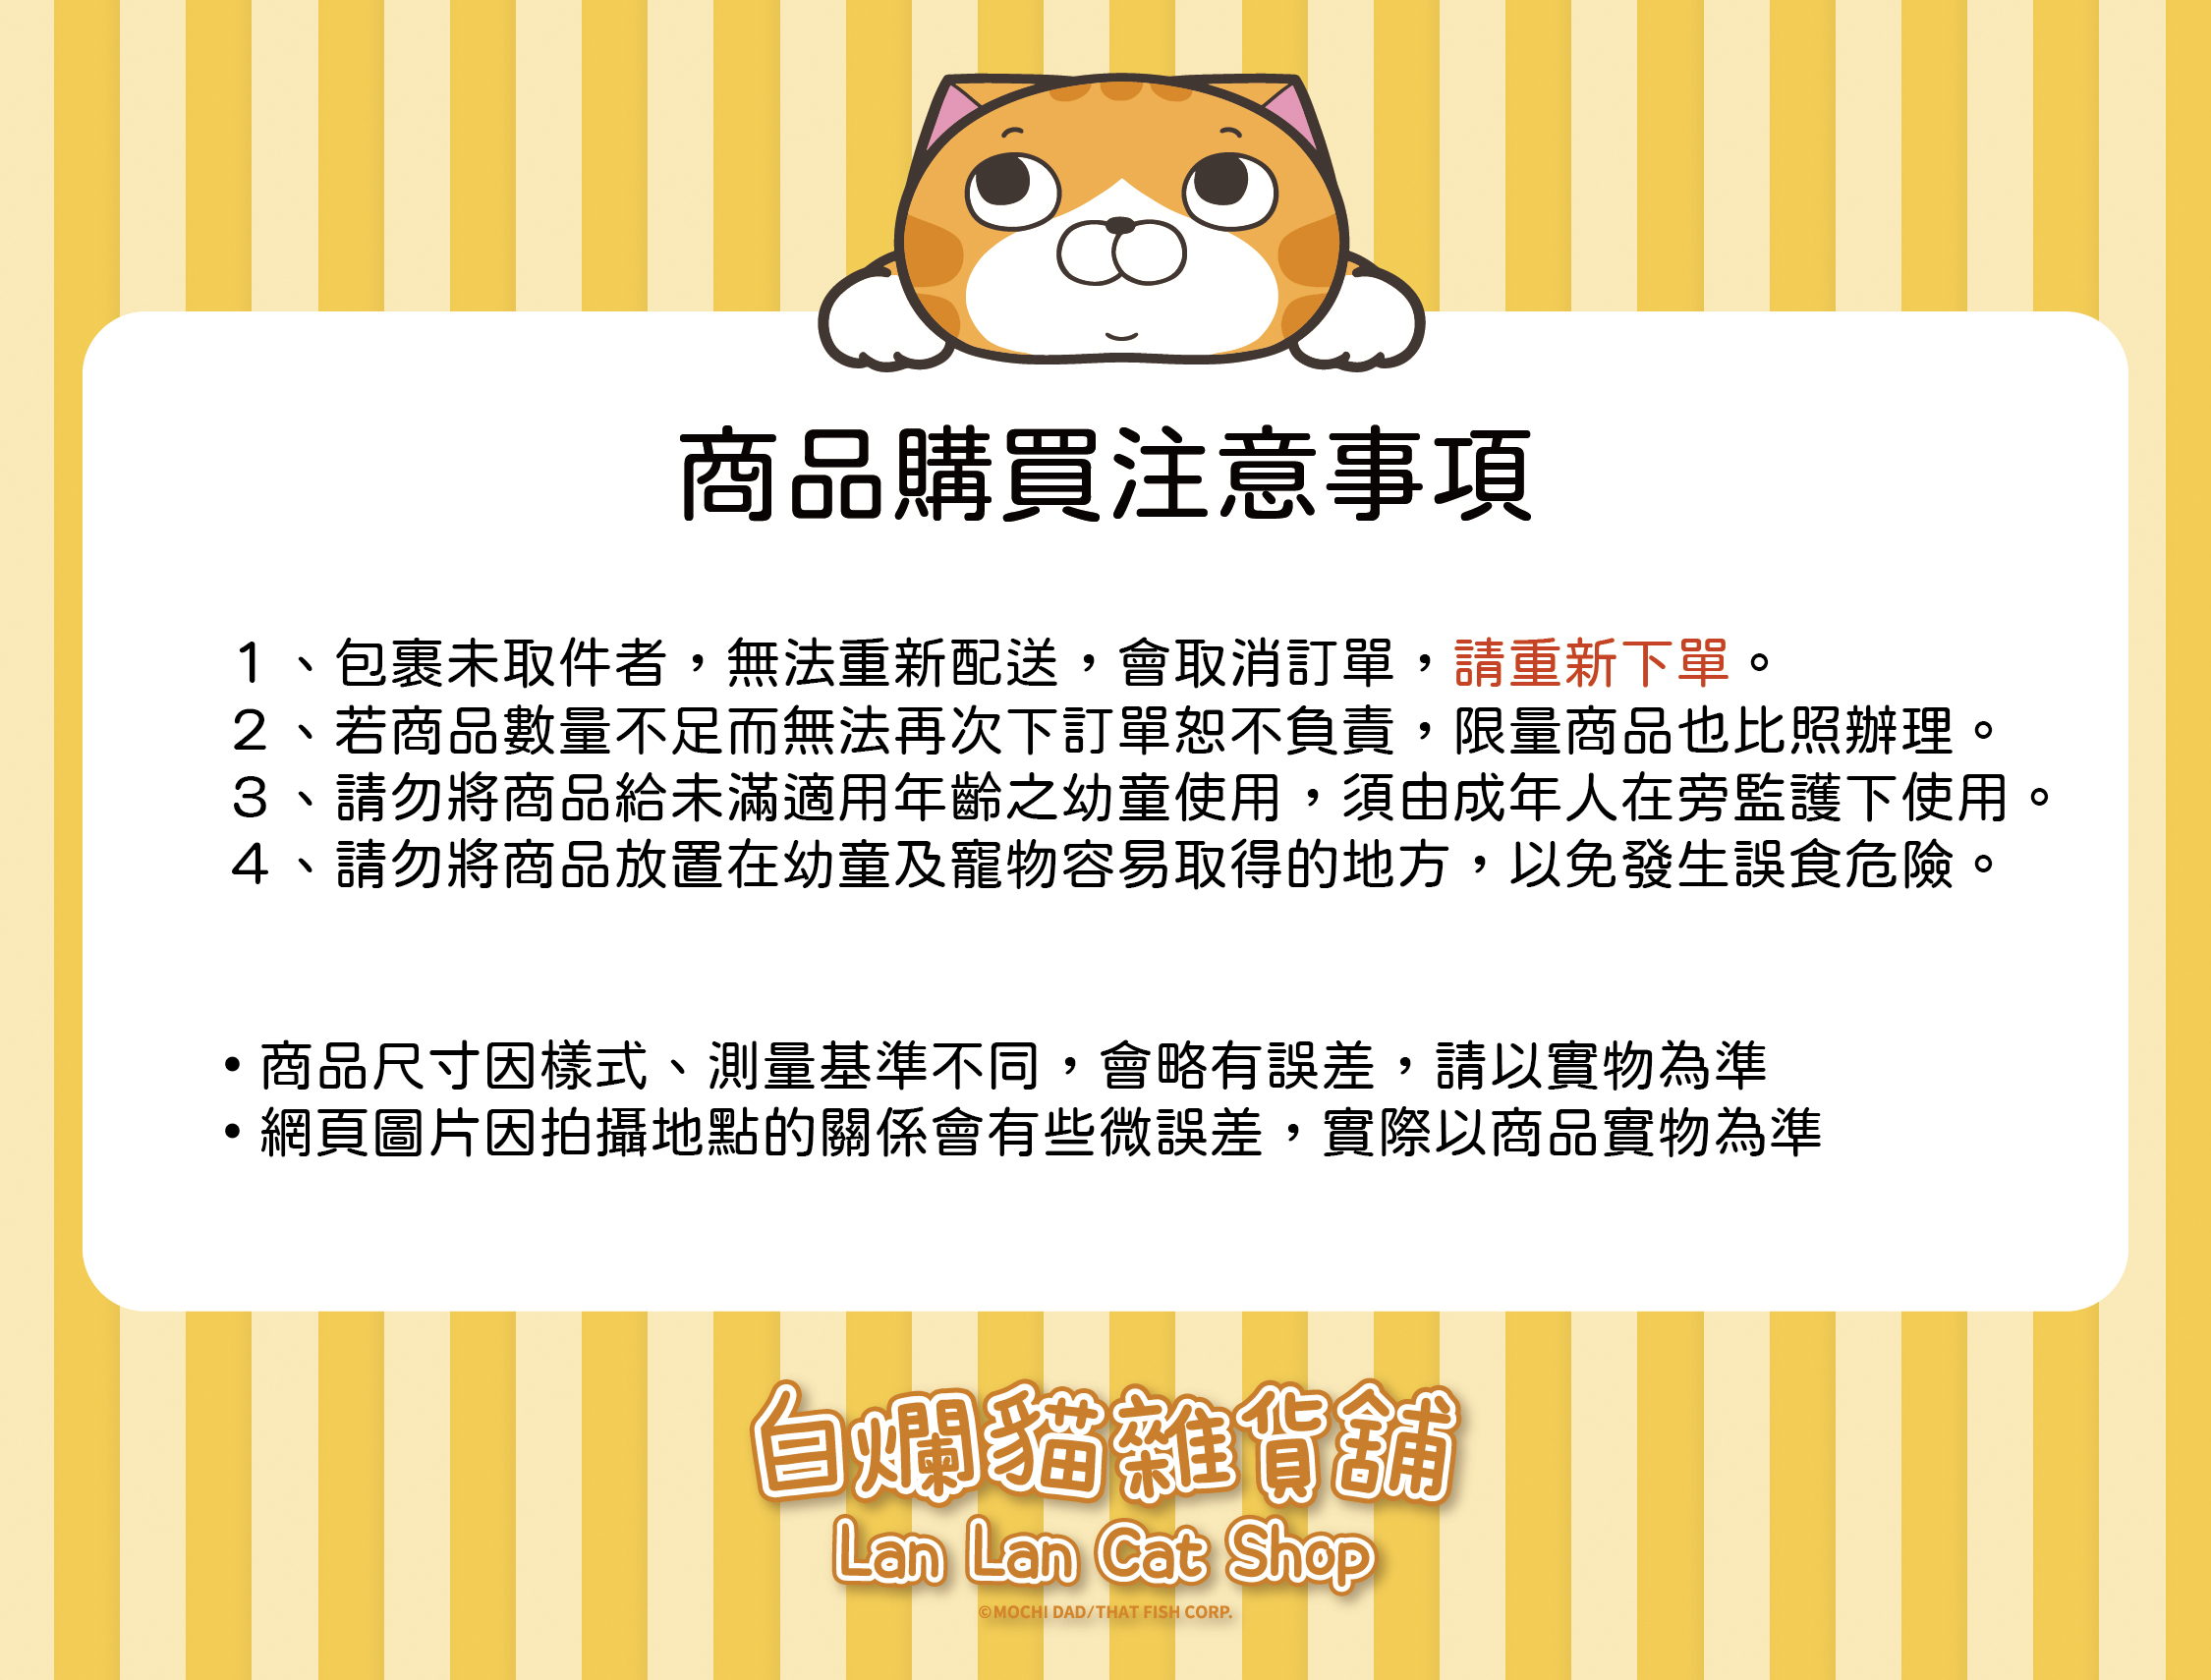 商品購買注意事項
1、包裹未取件者，無法重新配送，會取消訂單，請重新下單。
2、若商品數量不足而無法再次下訂單恕不負責，限量商品也比照辦理。
3、請勿將商品給未滿適用年齡之幼童使用，須由成年人在旁監護下使用。
4、請勿將商品放置在幼童及寵物容易取得的地方，以免發生誤食危險。
•商品尺寸因樣式、測量基準不同，會略有誤差，請以實物為準
•網頁圖片因拍攝地點的關係會有些微誤差，實際以商品實物為準
白爛貓雜貨舖
Lan Lan Cat Shop
©MOCHI DAD/THAT FISH CORP.